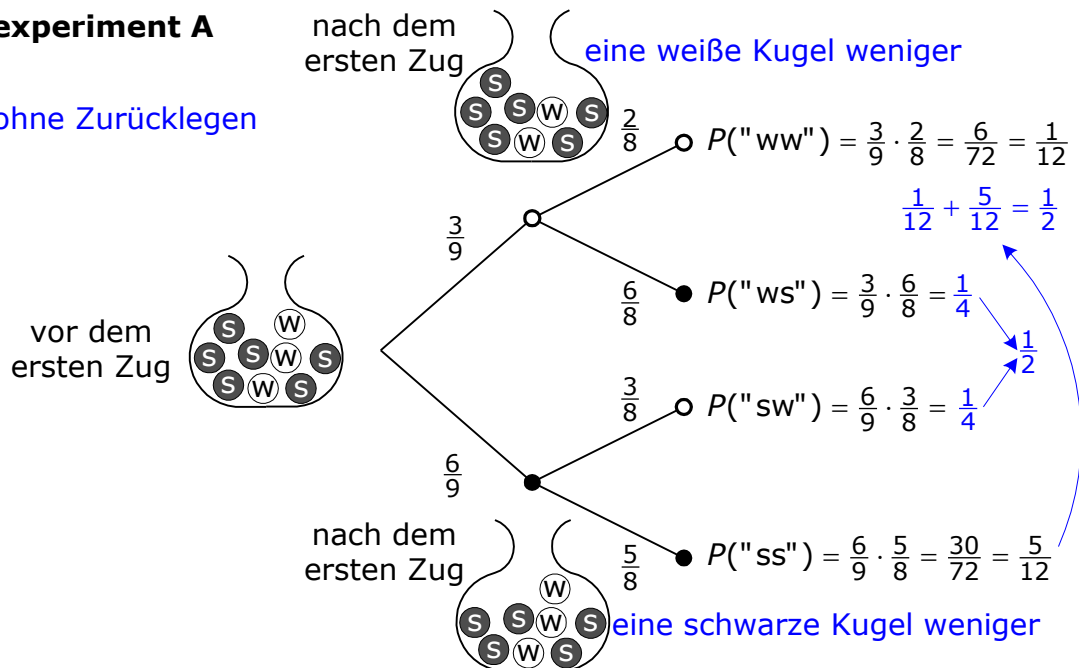 experiment A
ohne Zurücklegen
nach dem
ersten Zug
eine weiße Kugel weniger
s
s s w s
s w s
2/8
P("ww") = 3/9 · 2/8 = 6/72 = 1/12
1/12 + 5/12 = 1/2
3/9
6/8
P("ws") = 3/9 · 6/8 = 1/4
1/2
vor dem
ersten Zug
s w
s s w s
s w s
3/8
P("sw") = 6/9 · 3/8 = 1/4
6/9
5/8
P("ss") = 6/9 · 5/8 = 30/72 = 5/12
nach dem
ersten Zug
w
s s w s
s w s
eine schwarze Kugel weniger